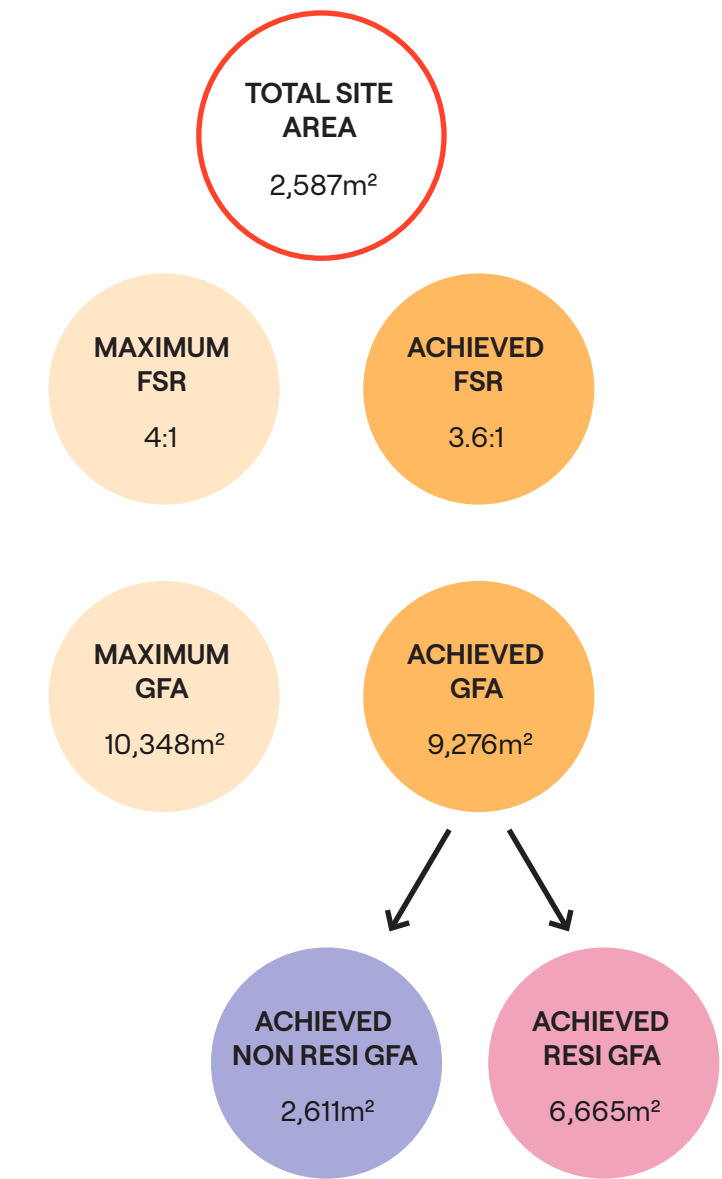 TOTAL SITE
AREA
2,587m²
MAXIMUM
FSR
4:1
ACHIEVED
FSR
3.6:1
MAXIMUM
GFA
10,348m²
ACHIEVED
GFA
9,276m²
ACHIEVED
NON RESI GFA
2,611m²
ACHIEVED
RESI GFA
6,665m²